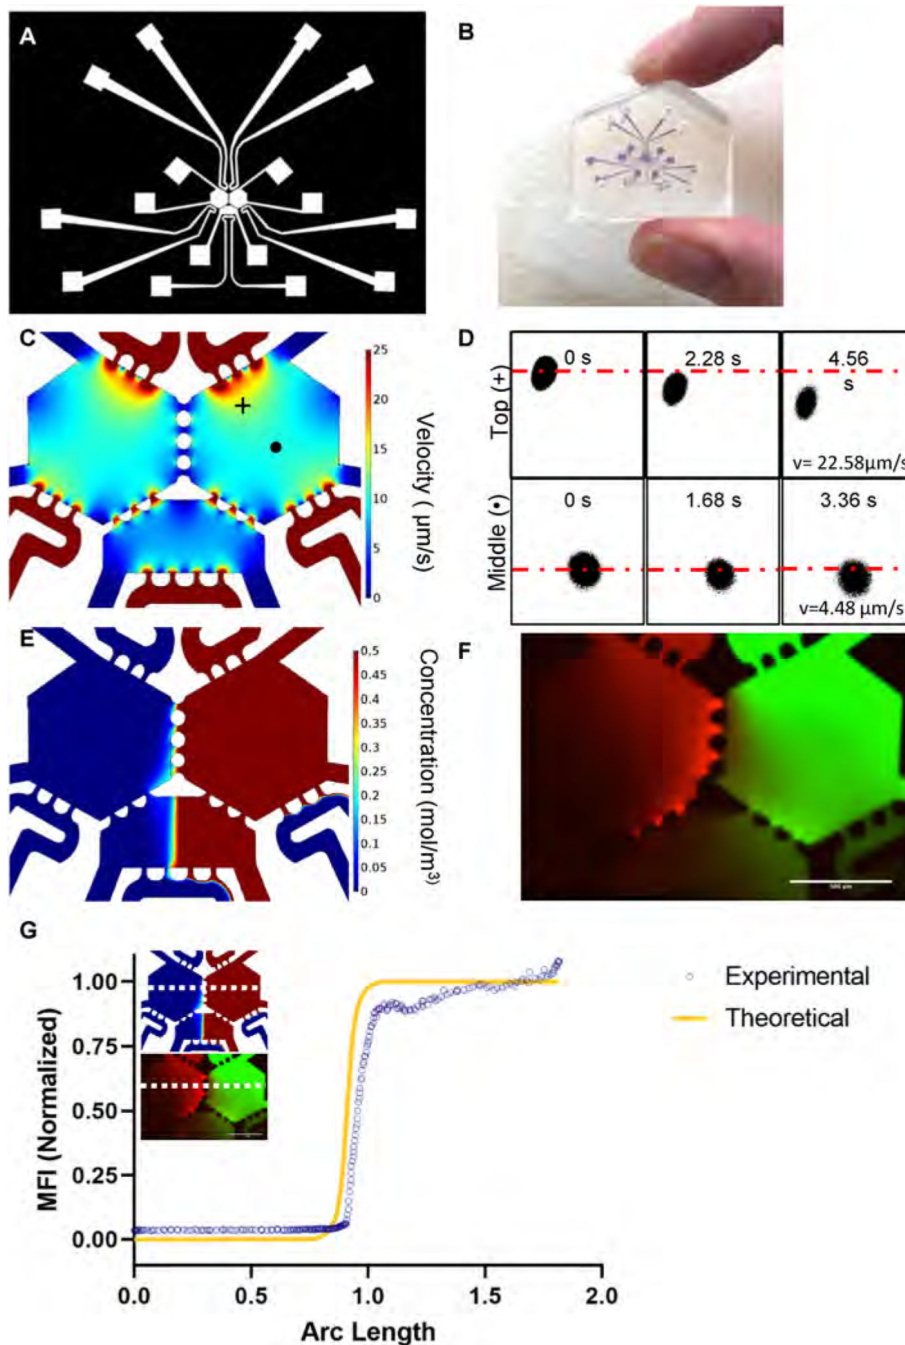 A
B
C
25
20
15
10
5
0
Velocity ( μm/s)
D
Top (+)
0 s
2.28 s
4.56
s
v= 22.58μm/s
Middle (•)
0 s
1.68 s
3.36 s
v=4.48 μm/s
E
0.5
0.45
0.4
0.35
0.3
0.25
0.2
0.15
0.1
0.05
0
Concentration (mol/m³)
F
500 μm
G
MFI (Normalized)
1.00
0.75
0.50
0.25
0.00
0.0
0.5
1.0
1.5
2.0
Arc Length
Experimental
Theoretical